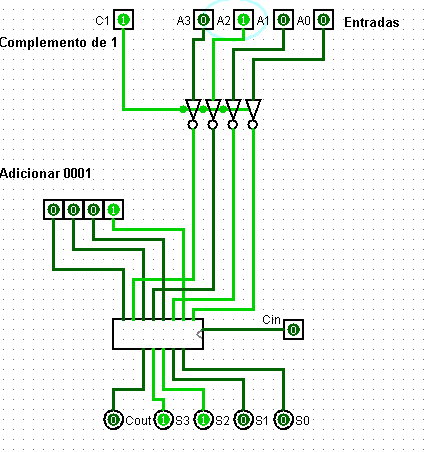 C1 1 A3 0 A2 1 A1 0 A0 0 Entradas
Complemento de 1
Adicionar 0001
0 0 0 1
Cin 0
0 Cout 1 S3 1 S2 0 S1 0 S0